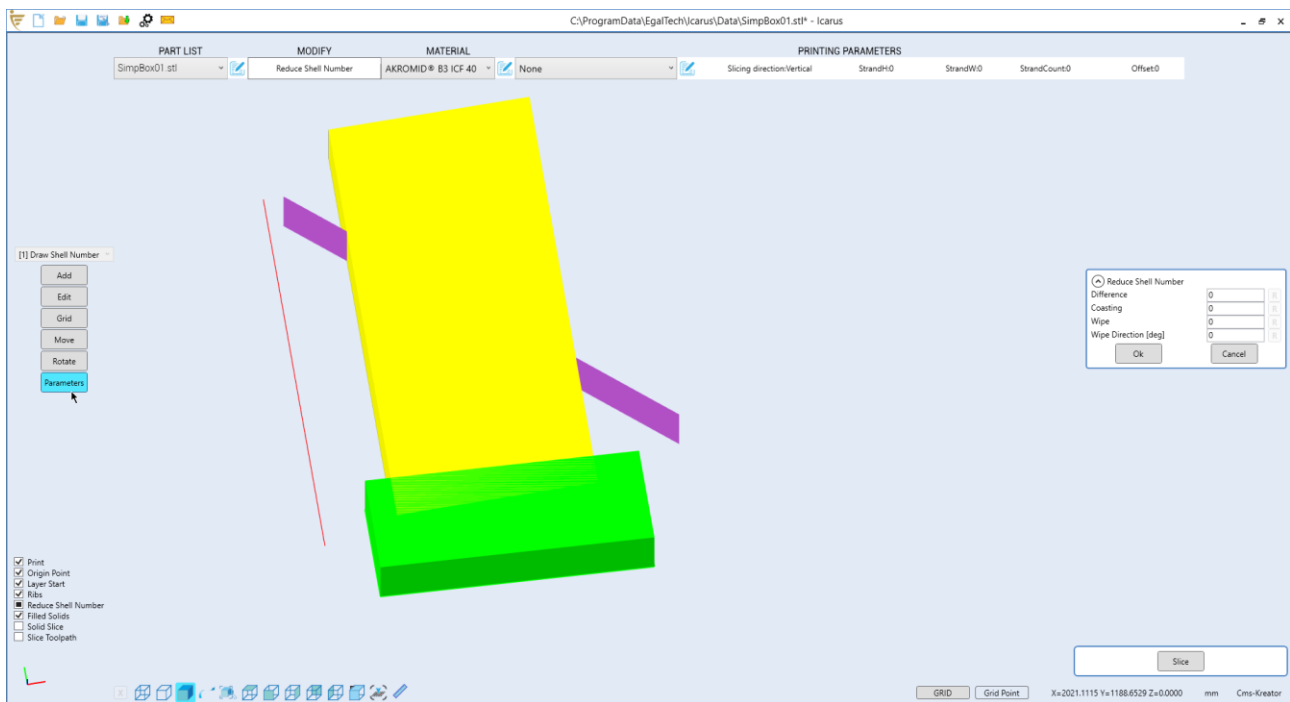 C:\ProgramData\EgalTech\Icarus\Data\SimpBox01.stl* - Icarus
PART LIST MODIFY MATERIAL PRINTING PARAMETERS
SimpBox01.stl Reduce Shell Number AKROMID® B3 ICF 40 None Slicing direction:Vertical StrandH:0 StrandW:0 StrandCount:0 Offset:0
[1] Draw Shell Number
Add
Edit
Grid
Move
Rotate
Parameters
Reduce Shell Number
Difference 0
Coasting 0
Wipe 0
Wipe Direction [deg] 0
Ok Cancel
Print
Origin Point
Layer Start
Ribs
Reduce Shell Number
Filled Solids
Solid Slice
Slice Toolpath
Slice
GRID Grid Point X=2021.1115 Y=1188.6529 Z=0.0000 mm Cms-Kreator